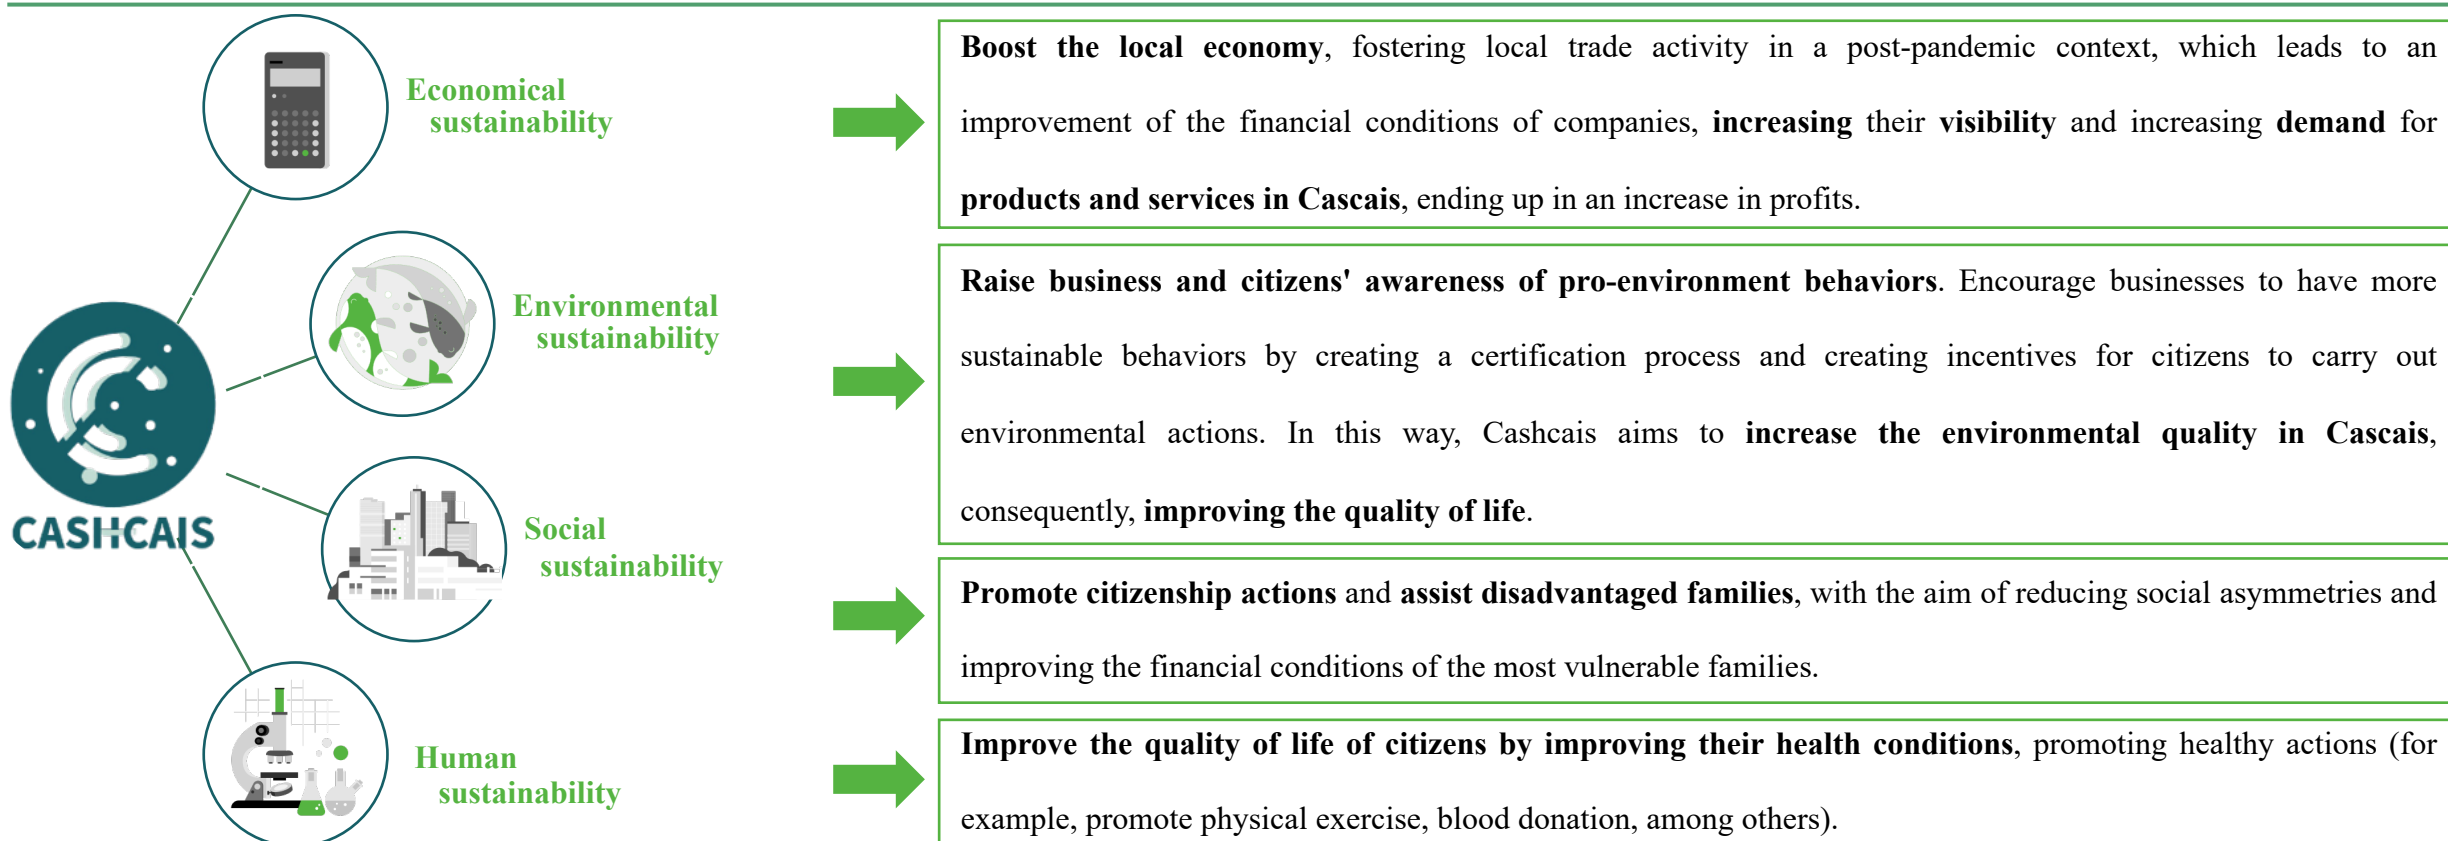 Economical
sustainability
Boost the local economy, fostering local trade activity in a post-pandemic context, which leads to an
improvement of the financial conditions of companies, increasing their visibility and increasing demand for
products and services in Cascais, ending up in an increase in profits.
Environmental
sustainability
Raise business and citizens' awareness of pro-environment behaviors. Encourage businesses to have more
sustainable behaviors by creating a certification process and creating incentives for citizens to carry out
environmental actions. In this way, Cashcais aims to increase the environmental quality in Cascais,
consequently, improving the quality of life.
CASHCAIS
Social
sustainability
Promote citizenship actions and assist disadvantaged families, with the aim of reducing social asymmetries and
improving the financial conditions of the most vulnerable families.
Human
sustainability
Improve the quality of life of citizens by improving their health conditions, promoting healthy actions (for
example, promote physical exercise, blood donation, among others).